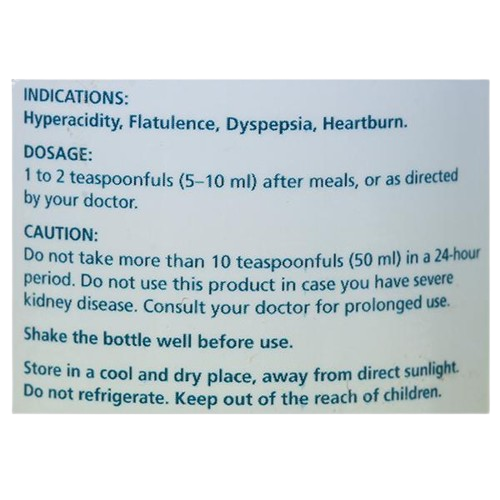 INDICATIONS:
Hyperacidity, Flatulence, Dyspepsia, Heartburn.
DOSAGE:
1 to 2 teaspoonfuls (5–10 ml) after meals, or as directed
by your doctor.
CAUTION:
Do not take more than 10 teaspoonfuls (50 ml) in a 24-hour
period. Do not use this product in case you have severe
kidney disease. Consult your doctor for prolonged use.
Shake the bottle well before use.
Store in a cool and dry place, away from direct sunlight.
Do not refrigerate. Keep out of the reach of children.